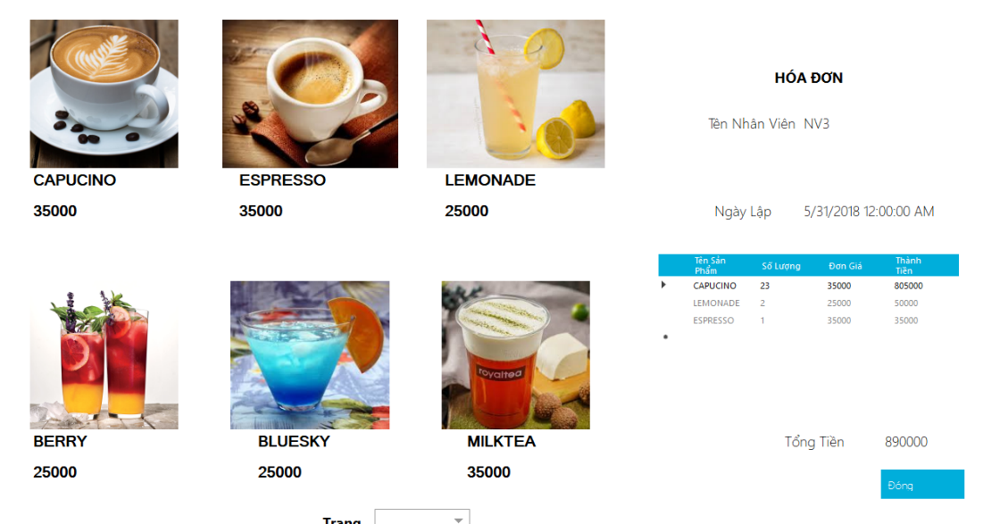 CAPUCINO
35000
ESPRESSO
35000
LEMONADE
25000
BERRY
25000
BLUESKY
25000
royaltea
MILKTEA
35000
Trang
HÓA ĐƠN
Tên Nhân Viên NV3
Ngày Lập 5/31/2018 12:00:00 AM
Tên Sản Phẩm Số Lượng Đơn Giá Thành Tiền
CAPUCINO 23 35000 805000
LEMONADE 2 25000 50000
ESPRESSO 1 35000 35000
Tổng Tiền 890000
Đóng